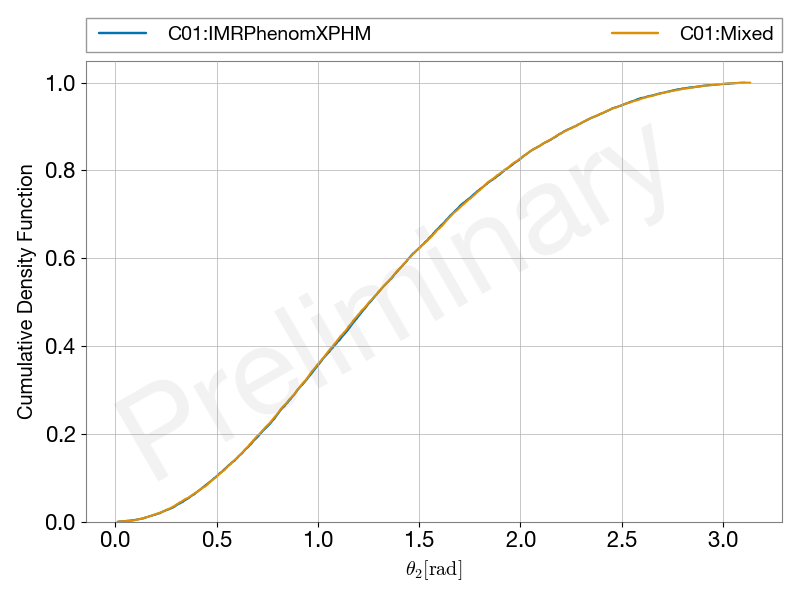 C01:IMRPhenomXPHM C01:Mixed
Preliminary
Cumulative Density Function
1.0
0.8
0.6
0.4
0.2
0.0
0.0 0.5 1.0 1.5 2.0 2.5 3.0
θ₂[rad]